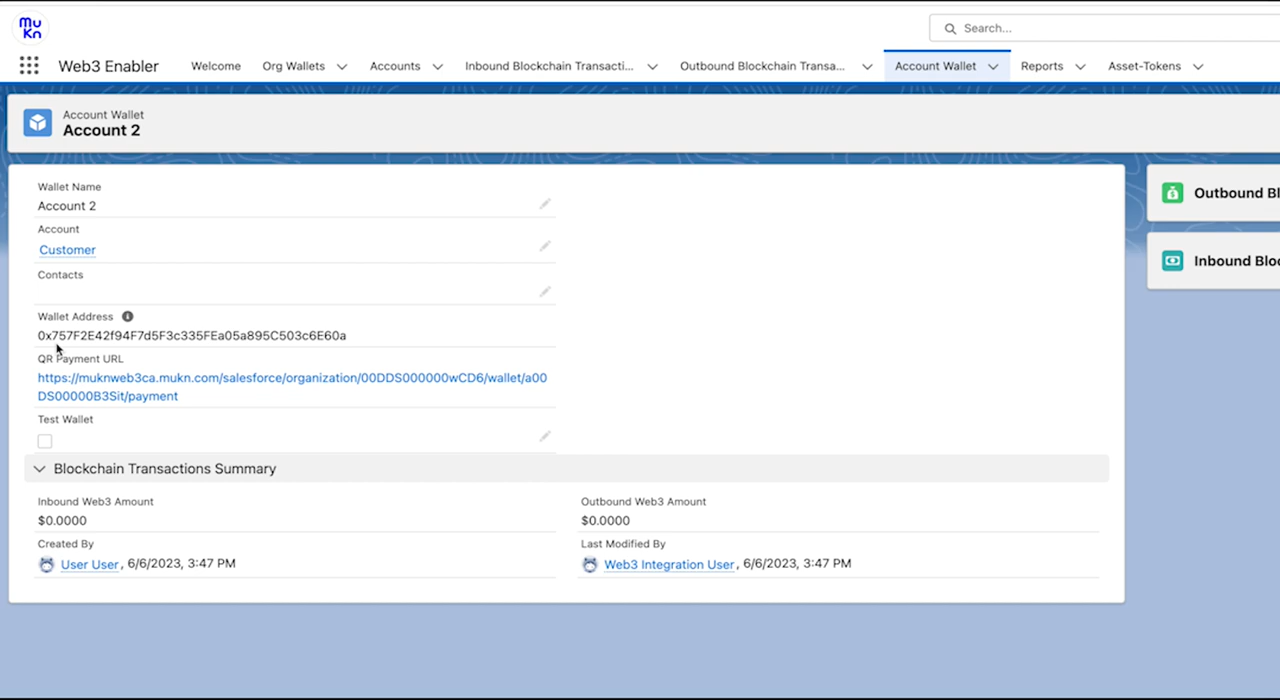 Mu
Kn
Search...
Web3 Enabler
Welcome
Org Wallets
Accounts
Inbound Blockchain Transacti...
Outbound Blockchain Transa...
Account Wallet
Reports
Asset-Tokens
Account Wallet
Account 2
Wallet Name
Account 2
Account
Customer
Contacts
Wallet Address
0x757F2E42f94F7d5F3c335FEa05a895C503c6E60a
QR Payment URL
https://muknweb3ca.mukn.com/salesforce/organization/00DDS000000wCD6/wallet/a00
DS00000B3Sit/payment
Test Wallet
Blockchain Transactions Summary
Inbound Web3 Amount
$0.0000
Outbound Web3 Amount
$0.0000
Created By
User User, 6/6/2023, 3:47 PM
Last Modified By
Web3 Integration User, 6/6/2023, 3:47 PM
Outbound Bl
Inbound Bloc